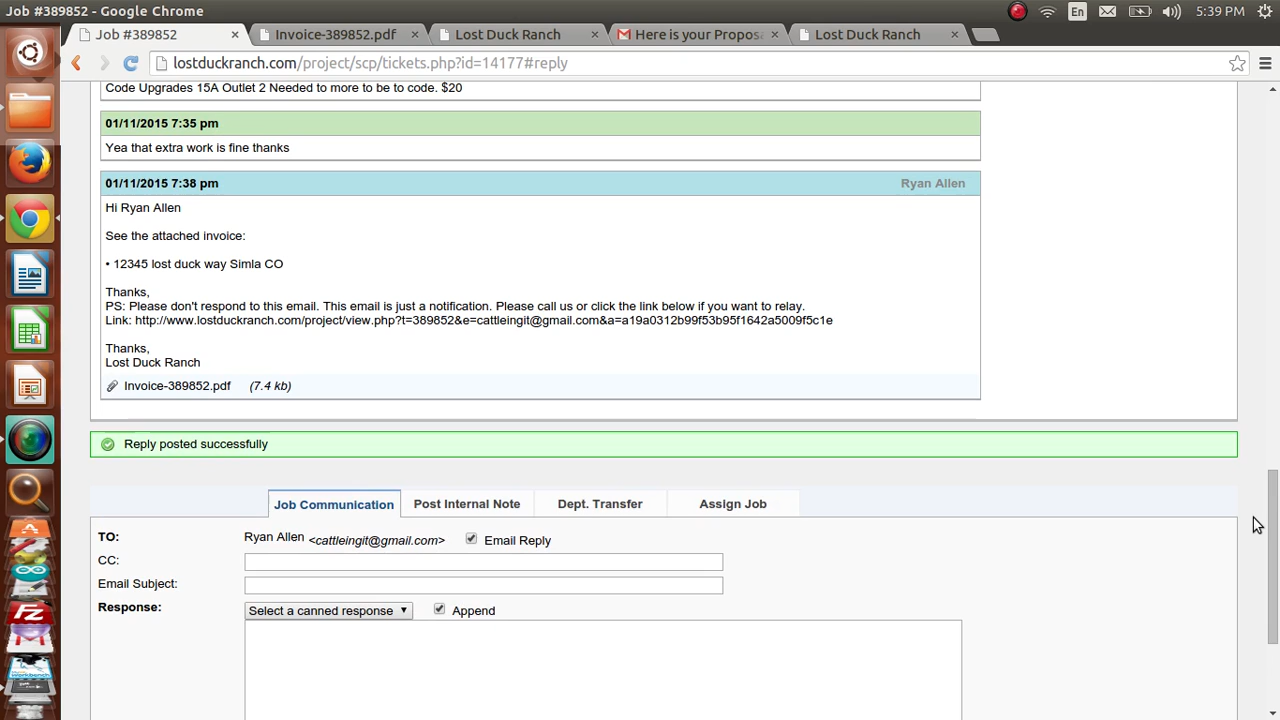 Job #389852 - Google Chrome
En
5:39 PM
Job #389852
Invoice-389852.pdf
Lost Duck Ranch
Here is your Propos
Lost Duck Ranch
lostduckranch.com/project/scp/tickets.php?id=14177#reply
Code Upgrades 15A Outlet 2 Needed to more to be to code. $20
01/11/2015 7:35 pm
Yea that extra work is fine thanks
01/11/2015 7:38 pm
Ryan Allen
Hi Ryan Allen
See the attached invoice:
• 12345 lost duck way Simla CO
Thanks,
PS: Please don't respond to this email. This email is just a notification. Please call us or click the link below if you want to relay.
Link: http://www.lostduckranch.com/project/view.php?t=389852&e=cattleingit@gmail.com&a=a19a0312b99f53b95f1642a5009f5c1e
Thanks,
Lost Duck Ranch
Invoice-389852.pdf (7.4 kb)
Reply posted successfully
Job Communication
Post Internal Note
Dept. Transfer
Assign Job
TO: Ryan Allen <cattleingit@gmail.com> Email Reply
CC:
Email Subject:
Response: Select a canned response Append